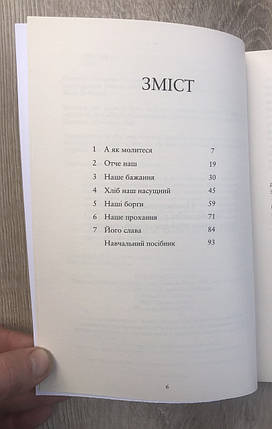 ЗМІСТ
1 А як молитеся 7
2 Отче наш 19
3 Наше бажання 30
4 Хліб наш насущний 45
5 Наші борги 59
6 Наше прохання 71
7 Його слава 84
Навчальний посібник 93
6